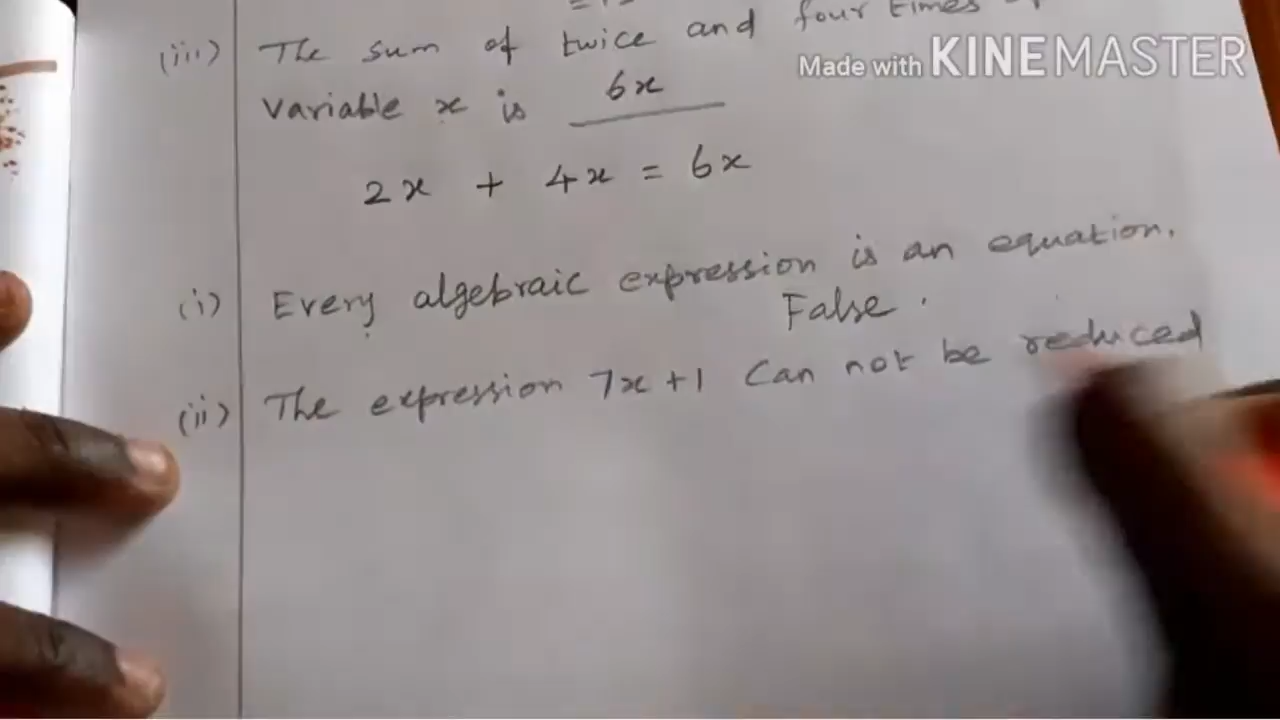 (iii) The sum of twice and four times
Made with KINEMASTER
variable x is 6x
2x + 4x = 6x
(i) Every algebraic expression is an equation.
False.
(ii) The expression 7x+1 Can not be reduced